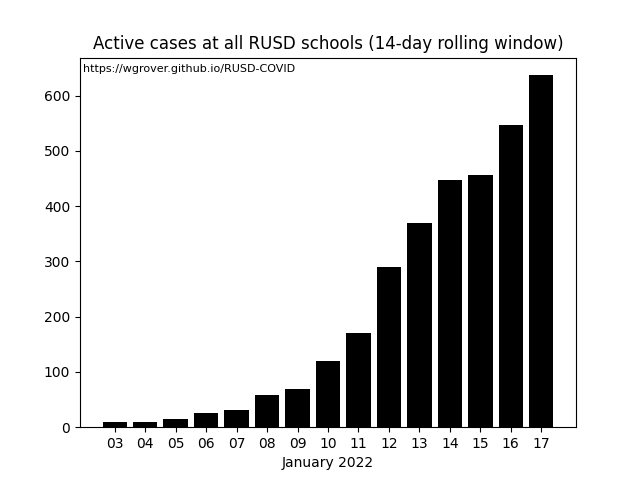 Active cases at all RUSD schools (14-day rolling window)
https://wgrover.github.io/RUSD-COVID
600
500
400
300
200
100
0
03 04 05 06 07 08 09 10 11 12 13 14 15 16 17
January 2022